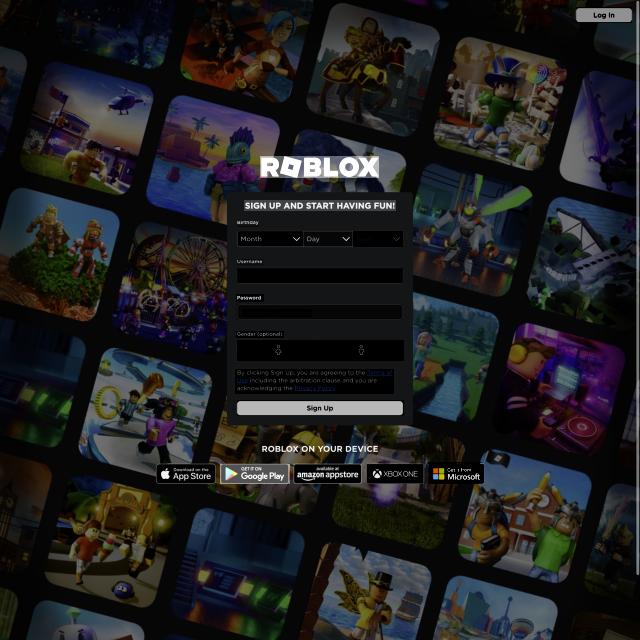 Log In
ROBLOX
SIGN UP AND START HAVING FUN!
Birthday
Month Day
Username
Password
Gender (optional)
By clicking Sign Up, you are agreeing to the Terms of
Use including the arbitration clause and you are
acknowledging the Privacy Policy
Sign Up
ROBLOX ON YOUR DEVICE
Download on the
App Store
GET IT ON
Google Play
available at
amazon appstore
XBOX ONE
Get it from
Microsoft